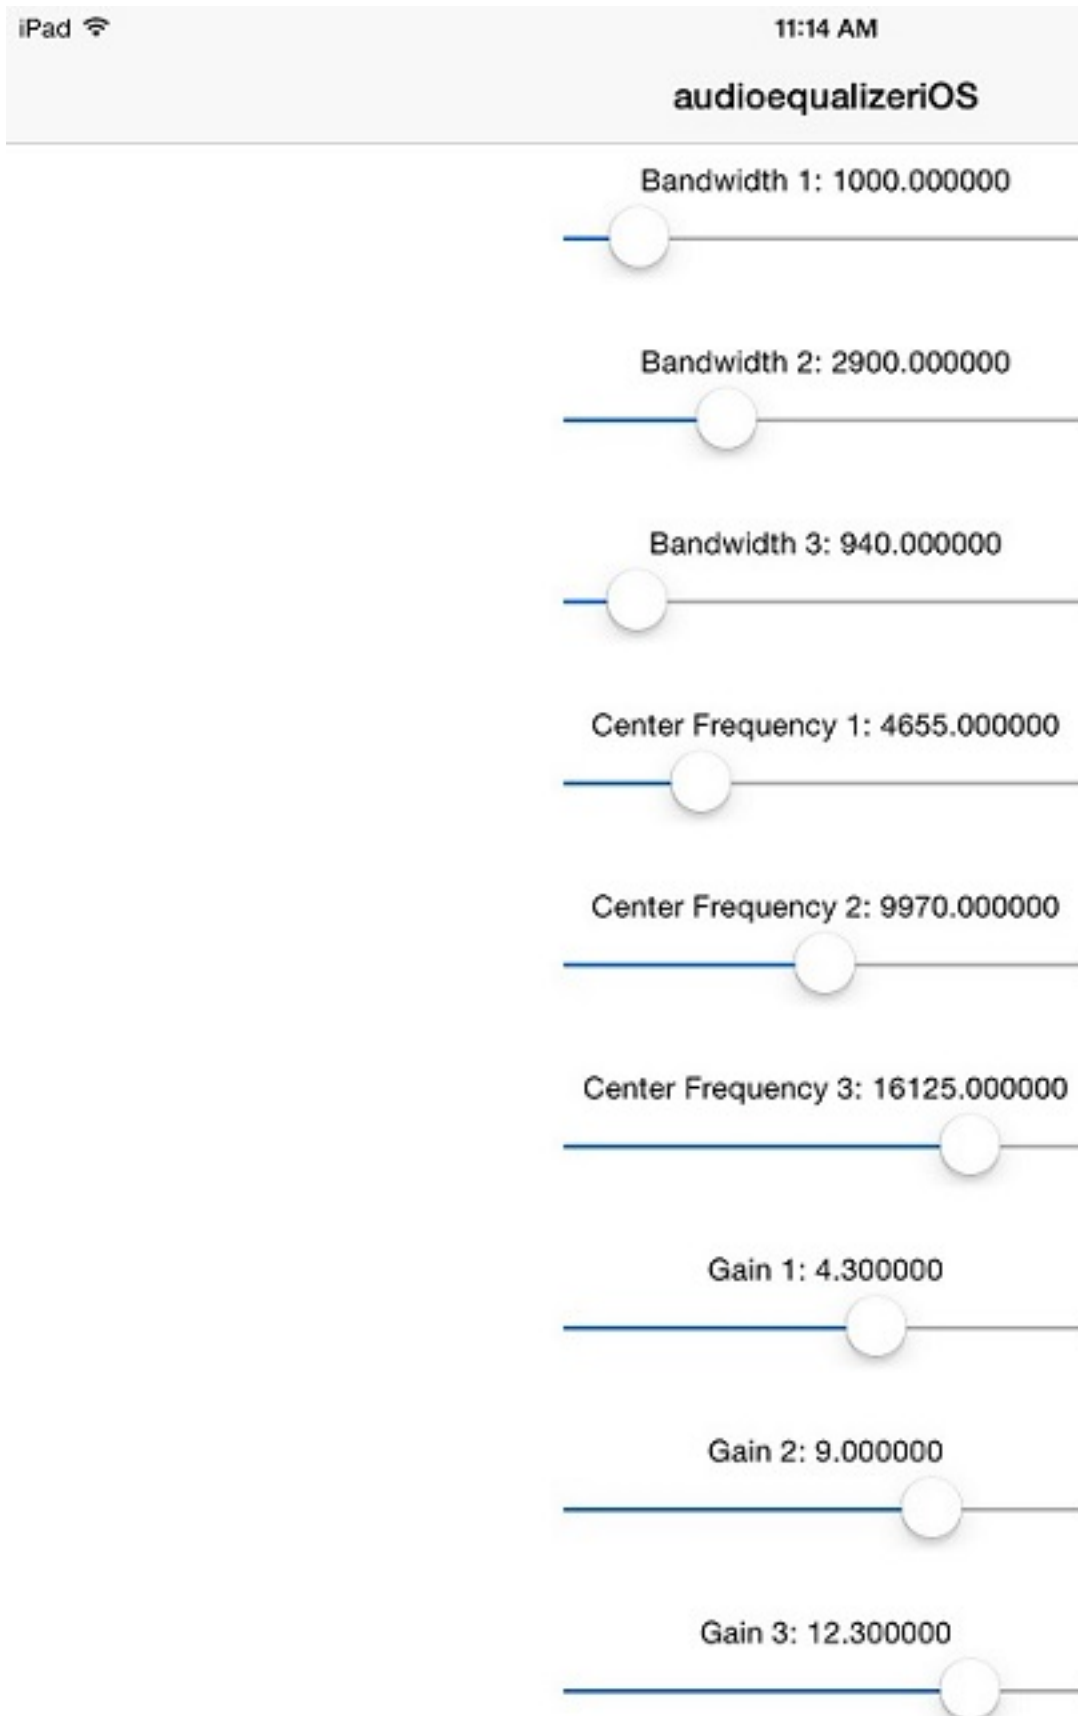 iPad
11:14 AM
audioequalizeriOS
Bandwidth 1: 1000.000000
Bandwidth 2: 2900.000000
Bandwidth 3: 940.000000
Center Frequency 1: 4655.000000
Center Frequency 2: 9970.000000
Center Frequency 3: 16125.000000
Gain 1: 4.300000
Gain 2: 9.000000
Gain 3: 12.300000